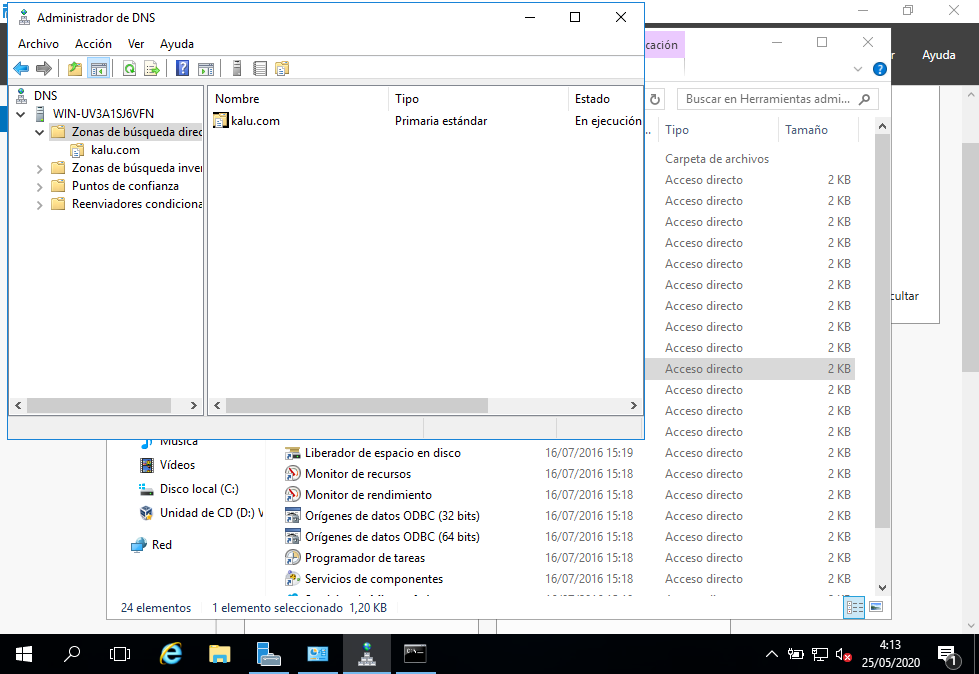 Administrador de DNS
Archivo Acción Ver Ayuda
DNS
WIN-UV3A1SJ6VFN
Zonas de búsqueda direc
kalu.com
Zonas de búsqueda inver
Puntos de confianza
Reenviadores condiciona
Nombre Tipo Estado
kalu.com Primaria estándar En ejecución
cación
Ayuda
Buscar en Herramientas admi...
Tipo Tamaño
Carpeta de archivos
Acceso directo 2 KB
Acceso directo 2 KB
Acceso directo 2 KB
Acceso directo 2 KB
Acceso directo 2 KB
Acceso directo 2 KB
Acceso directo 2 KB
Acceso directo 2 KB
Acceso directo 2 KB
Acceso directo 2 KB
Acceso directo 2 KB
Acceso directo 2 KB
Acceso directo 2 KB
cultar
Música
Vídeos
Disco local (C:)
Unidad de CD (D:) V
Red
Liberador de espacio en disco 16/07/2016 15:19 Acceso directo 2 KB
Monitor de recursos 16/07/2016 15:18 Acceso directo 2 KB
Monitor de rendimiento 16/07/2016 15:18 Acceso directo 2 KB
Orígenes de datos ODBC (32 bits) 16/07/2016 15:18 Acceso directo 2 KB
Orígenes de datos ODBC (64 bits) 16/07/2016 15:18 Acceso directo 2 KB
Programador de tareas 16/07/2016 15:18 Acceso directo 2 KB
Servicios de componentes 16/07/2016 15:18 Acceso directo 2 KB
24 elementos 1 elemento seleccionado 1,20 KB
4:13
25/05/2020
1